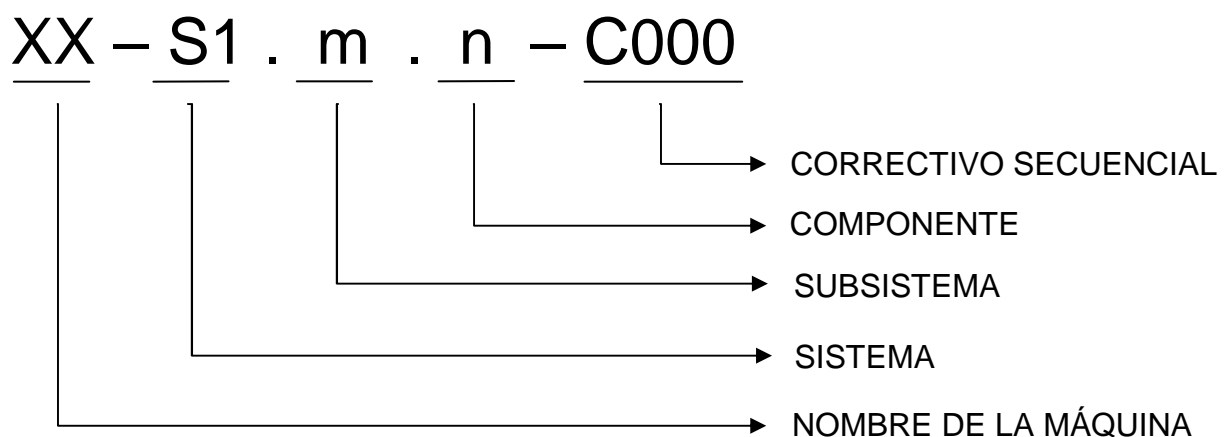 XX – S1 . m . n – C000
CORRECTIVO SECUENCIAL
COMPONENTE
SUBSISTEMA
SISTEMA
NOMBRE DE LA MÁQUINA